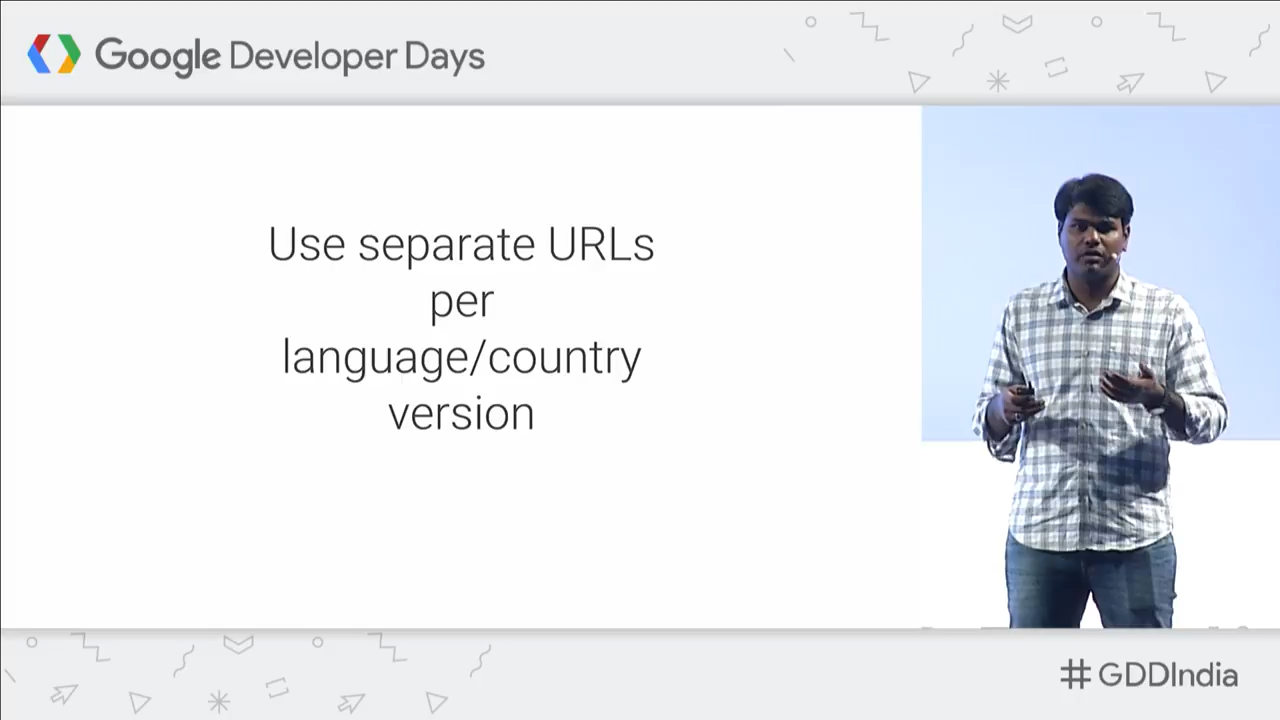 Google Developer Days
Use separate URLs
per
language/country
version
#GDDIndia